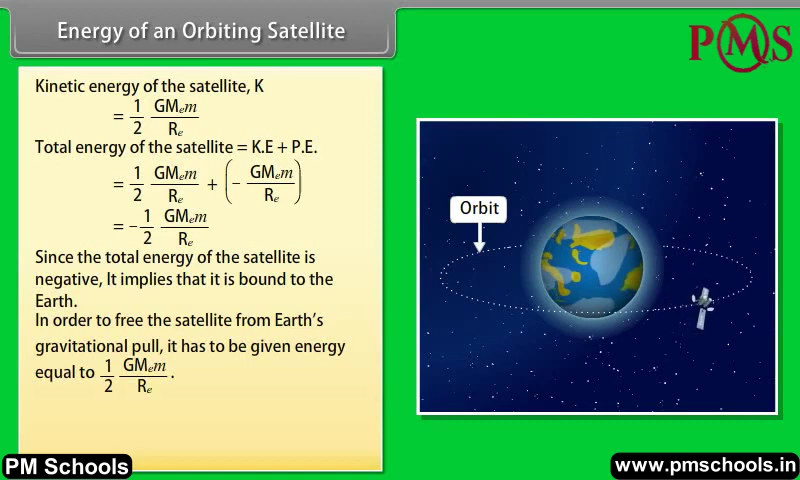 Energy of an Orbiting Satellite
PMS
Kinetic energy of the satellite, K
= 1/2 GMₑm/Rₑ
Total energy of the satellite = K.E + P.E.
= 1/2 GMₑm/Rₑ + (− GMₑm/Rₑ)
= −1/2 GMₑm/Rₑ
Since the total energy of the satellite is
negative, It implies that it is bound to the
Earth.
In order to free the satellite from Earth's
gravitational pull, it has to be given energy
equal to 1/2 GMₑm/Rₑ.
Orbit
PM Schools
www.pmschools.in